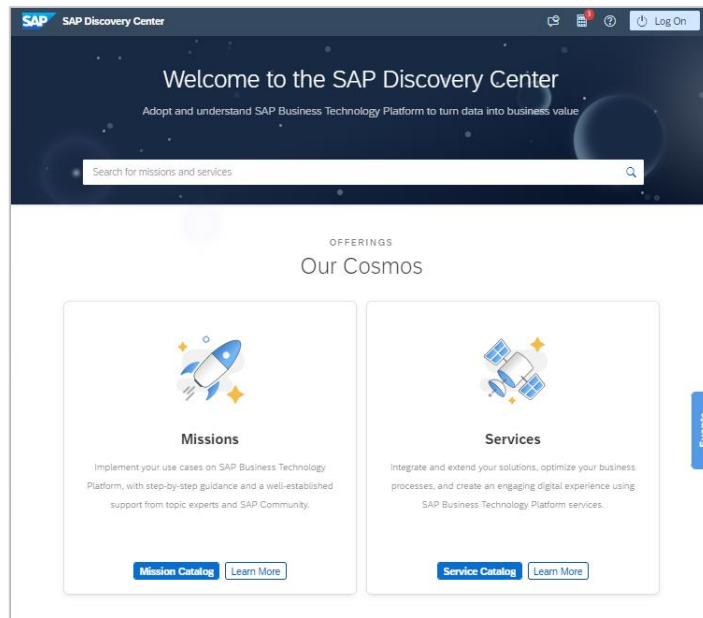 SAP SAP Discovery Center
1
Log On
Welcome to the SAP Discovery Center
Adopt and understand SAP Business Technology Platform to turn data into business value
Search for missions and services
OFFERINGS
Our Cosmos
Missions
Implement your use cases on SAP Business Technology
Platform, with step-by-step guidance and a well-established
support from topic experts and SAP Community.
Mission Catalog
Learn More
Services
Integrate and extend your solutions, optimize your business
processes, and create an engaging digital experience using
SAP Business Technology Platform services.
Service Catalog
Learn More